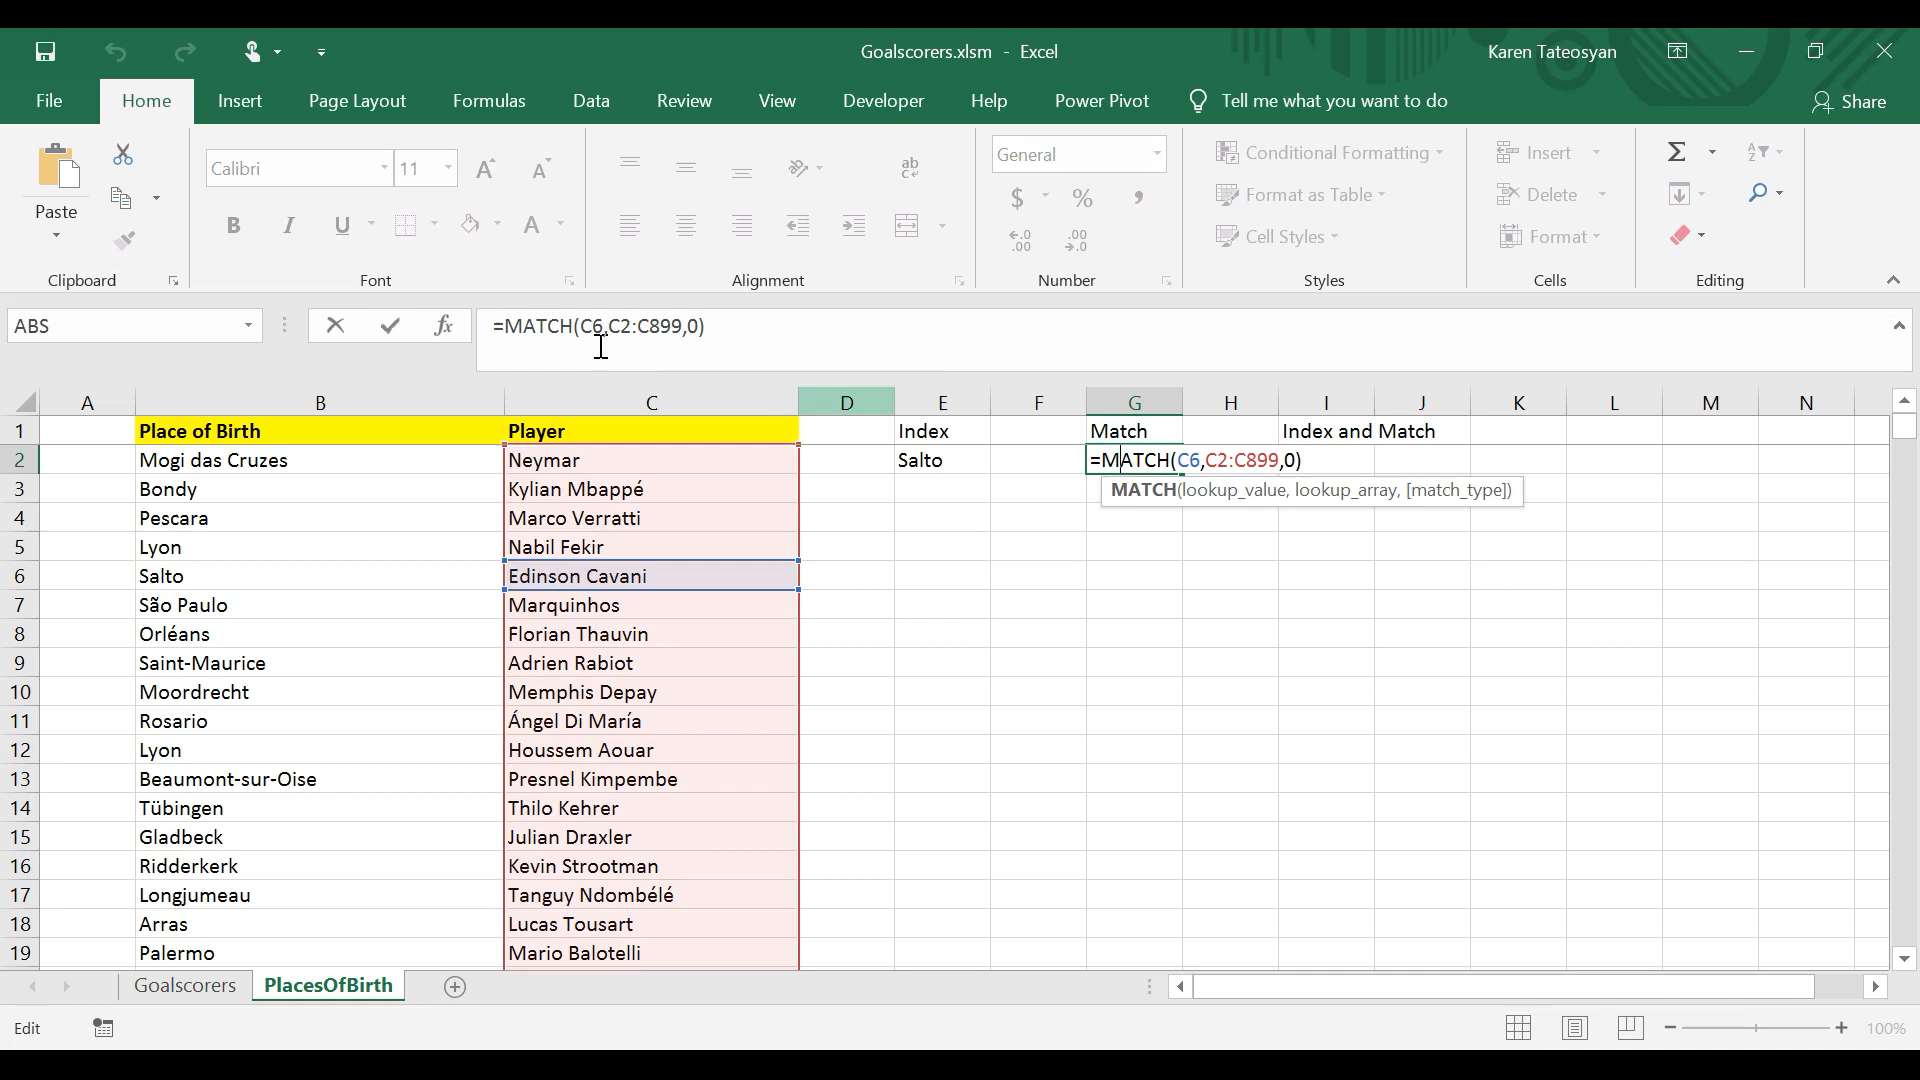 Goalscorers.xlsm - Excel
Karen Tateosyan
File Home Insert Page Layout Formulas Data Review View Developer Help Power Pivot Tell me what you want to do Share
Paste
Clipboard
Calibri 11
B I U A
Font
ab
Alignment
General
$ % ,
Number
Conditional Formatting
Format as Table
Cell Styles
Styles
Insert
Delete
Format
Cells
Editing
ABS fx =MATCH(C6,C2:C899,0)
A B C D E F G H I J K L M N
1 Place of Birth Player Index Match Index and Match
2 Mogi das Cruzes Neymar Salto =MATCH(C6,C2:C899,0)
MATCH(lookup_value, lookup_array, [match_type])
3 Bondy Kylian Mbappé
4 Pescara Marco Verratti
5 Lyon Nabil Fekir
6 Salto Edinson Cavani
7 São Paulo Marquinhos
8 Orléans Florian Thauvin
9 Saint-Maurice Adrien Rabiot
10 Moordrecht Memphis Depay
11 Rosario Ángel Di María
12 Lyon Houssem Aouar
13 Beaumont-sur-Oise Presnel Kimpembe
14 Tübingen Thilo Kehrer
15 Gladbeck Julian Draxler
16 Ridderkerk Kevin Strootman
17 Longjumeau Tanguy Ndombélé
18 Arras Lucas Tousart
19 Palermo Mario Balotelli
Goalscorers PlacesOfBirth
Edit 100%